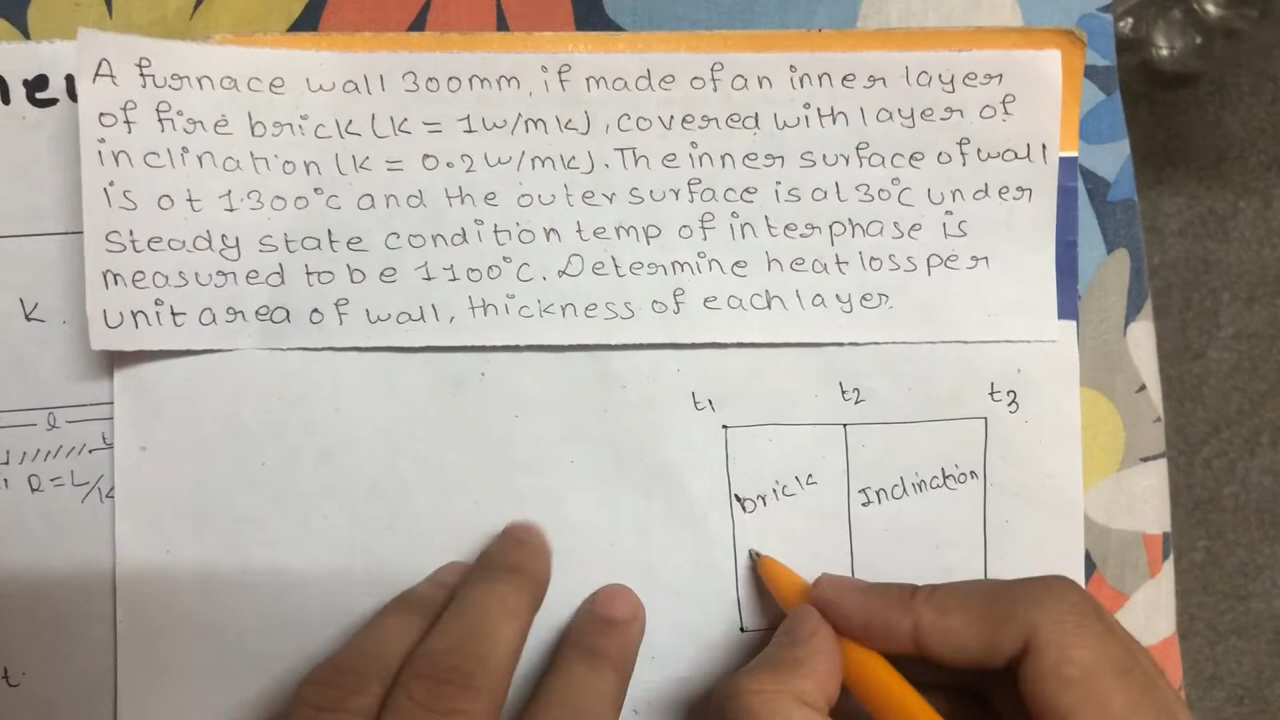 A furnace wall 300mm, if made of an inner layer
of fire brick (K = 1W/mK), covered with layer of
inclination (K = 0.2W/mK). The inner surface of wall
is at 1300°c and the outer surface is at 30°C under
Steady state condition temp of interphase is
measured to be 1100°C. Determine heat loss per
unit area of wall, thickness of each layer.
K.
l
t
R=L/K
t.
t1 t2 t3
brick Inclination